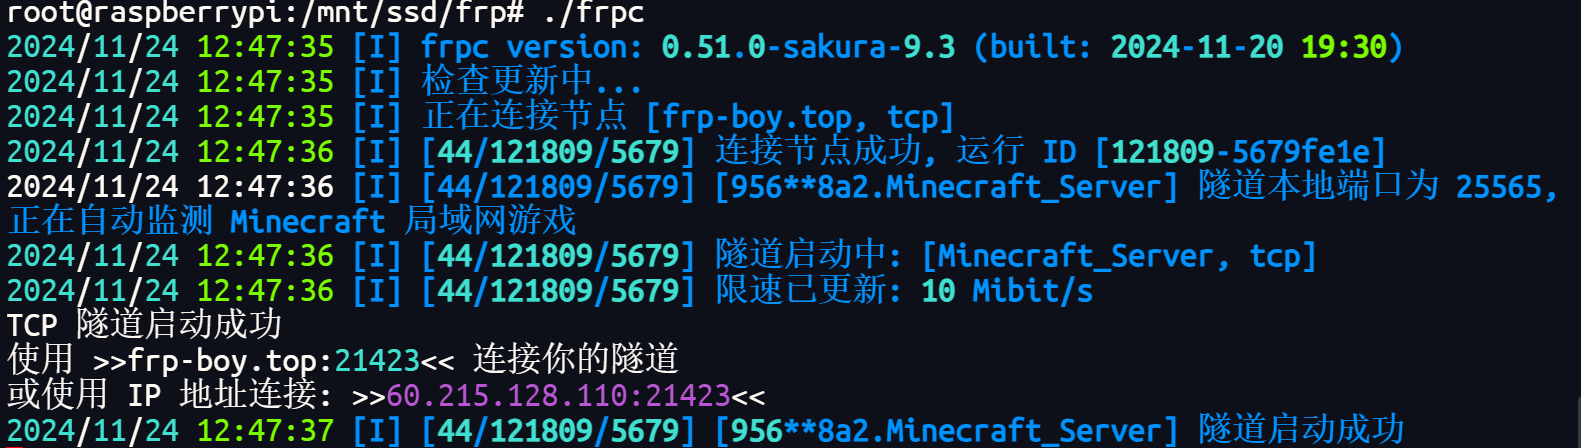 root@raspberrypi:/mnt/ssd/frp# ./frpc
2024/11/24 12:47:35 [I] frpc version: 0.51.0-sakura-9.3 (built: 2024-11-20 19:30)
2024/11/24 12:47:35 [I] 检查更新中...
2024/11/24 12:47:35 [I] 正在连接节点 [frp-boy.top, tcp]
2024/11/24 12:47:36 [I] [44/121809/5679] 连接节点成功, 运行 ID [121809-5679fe1e]
2024/11/24 12:47:36 [I] [44/121809/5679] [956**8a2.Minecraft_Server] 隧道本地端口为 25565,
正在自动监测 Minecraft 局域网游戏
2024/11/24 12:47:36 [I] [44/121809/5679] 隧道启动中: [Minecraft_Server, tcp]
2024/11/24 12:47:36 [I] [44/121809/5679] 限速已更新: 10 Mibit/s
TCP 隧道启动成功
使用 >>frp-boy.top:21423<< 连接你的隧道
或使用 IP 地址连接: >>60.215.128.110:21423<<
2024/11/24 12:47:37 [I] [44/121809/5679] [956**8a2.Minecraft_Server] 隧道启动成功